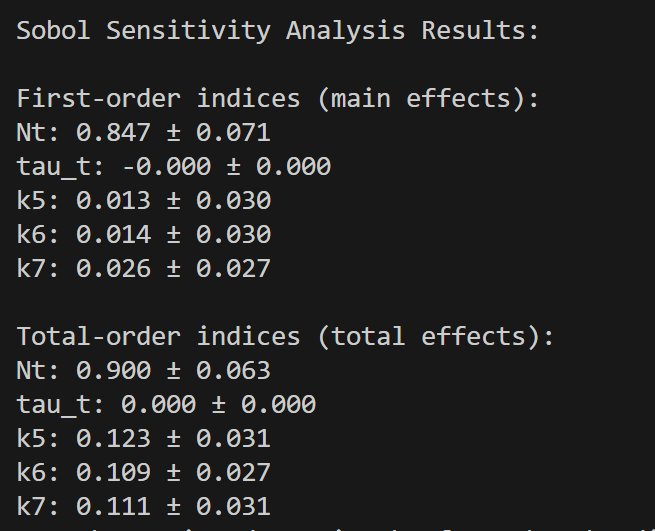 Sobol Sensitivity Analysis Results:
First-order indices (main effects):
Nt: 0.847 ± 0.071
tau_t: -0.000 ± 0.000
k5: 0.013 ± 0.030
k6: 0.014 ± 0.030
k7: 0.026 ± 0.027
Total-order indices (total effects):
Nt: 0.900 ± 0.063
tau_t: 0.000 ± 0.000
k5: 0.123 ± 0.031
k6: 0.109 ± 0.027
k7: 0.111 ± 0.031